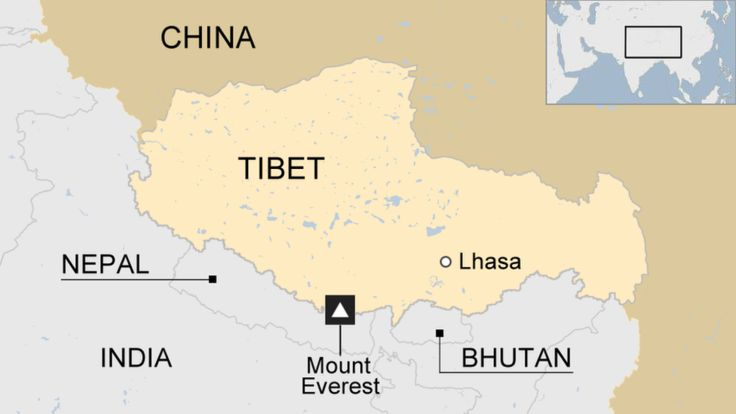 CHINA
TIBET
Lhasa
NEPAL
INDIA
Mount
Everest
BHUTAN